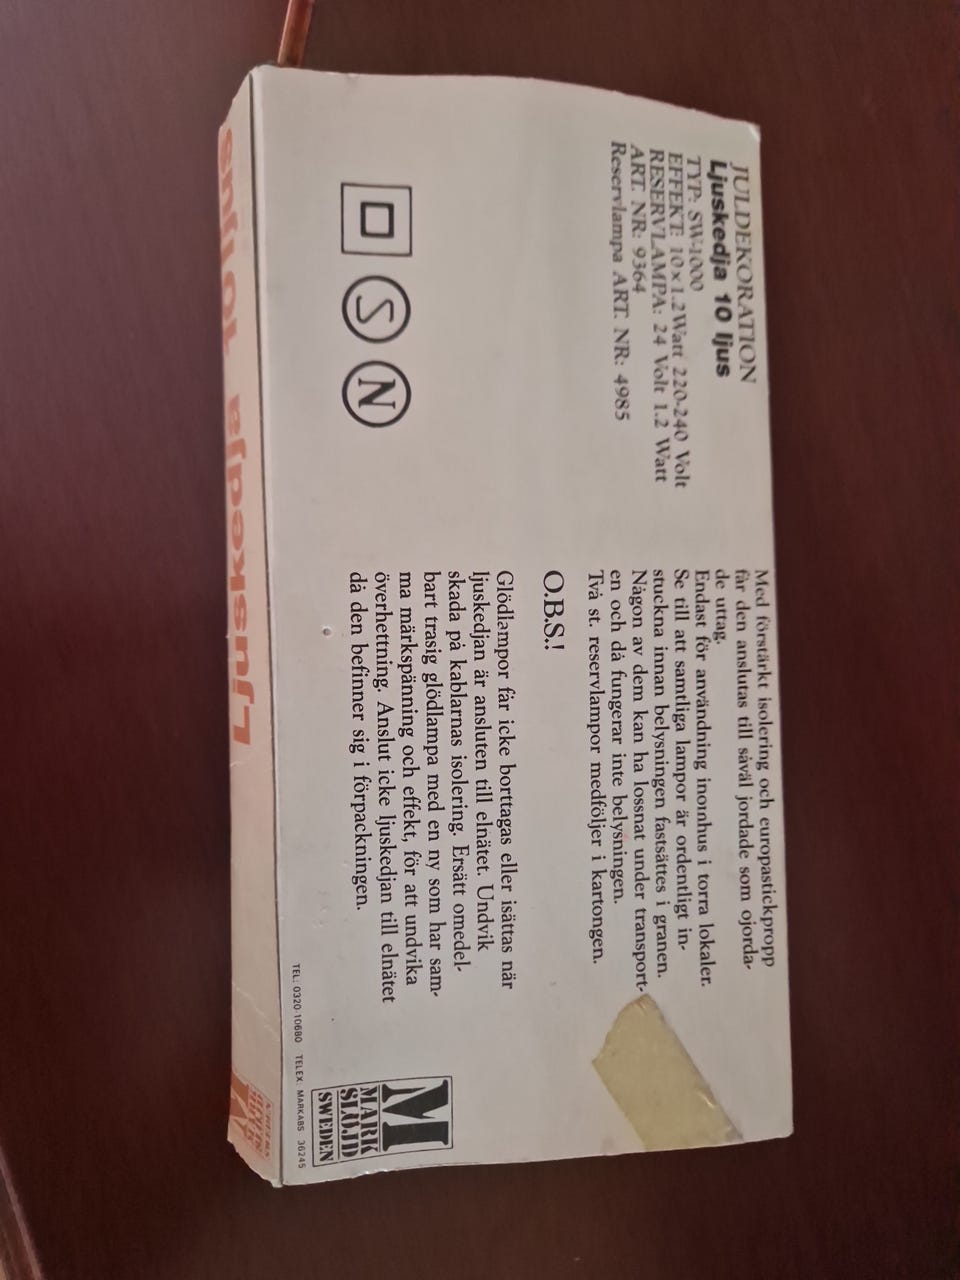 JULDEKORATION
Ljuskedja 10 ljus
TYP: SW-1000
EFFEKT: 10×1.2 Watt 220-240 Volt
RESERVLAMPA: 24 Volt 1.2 Watt
ART. NR: 9364
Reservlampa ART. NR: 4985
S N
Med förstärkt isolering och europastickpropp
får den anslutas till såväl jordade som ojorda-
de uttag.
Endast för användning inomhus i torra lokaler.
Se till att samtliga lampor är ordentligt in-
stuckna innan belysningen fastsättes i granen.
Någon av dem kan ha lossnat under transport-
en och då fungerar inte belysningen.
Två st. reservlampor medföljer i kartongen.
O.B.S.!
Glödlampor får icke borttagas eller isättas när
ljuskedjan är ansluten till elnätet. Undvik
skada på kablarnas isolering. Ersätt omedel-
bart trasig glödlampa med en ny som har sam-
ma märkspänning och effekt, för att undvika
överhettning. Anslut icke ljuskedjan till elnätet
då den befinner sig i förpackningen.
M
MARK
SLÖJD
SWEDEN
TEL: 0320-10680 TELEX: MARKABS 36245
Ljuskedja 10 ljus